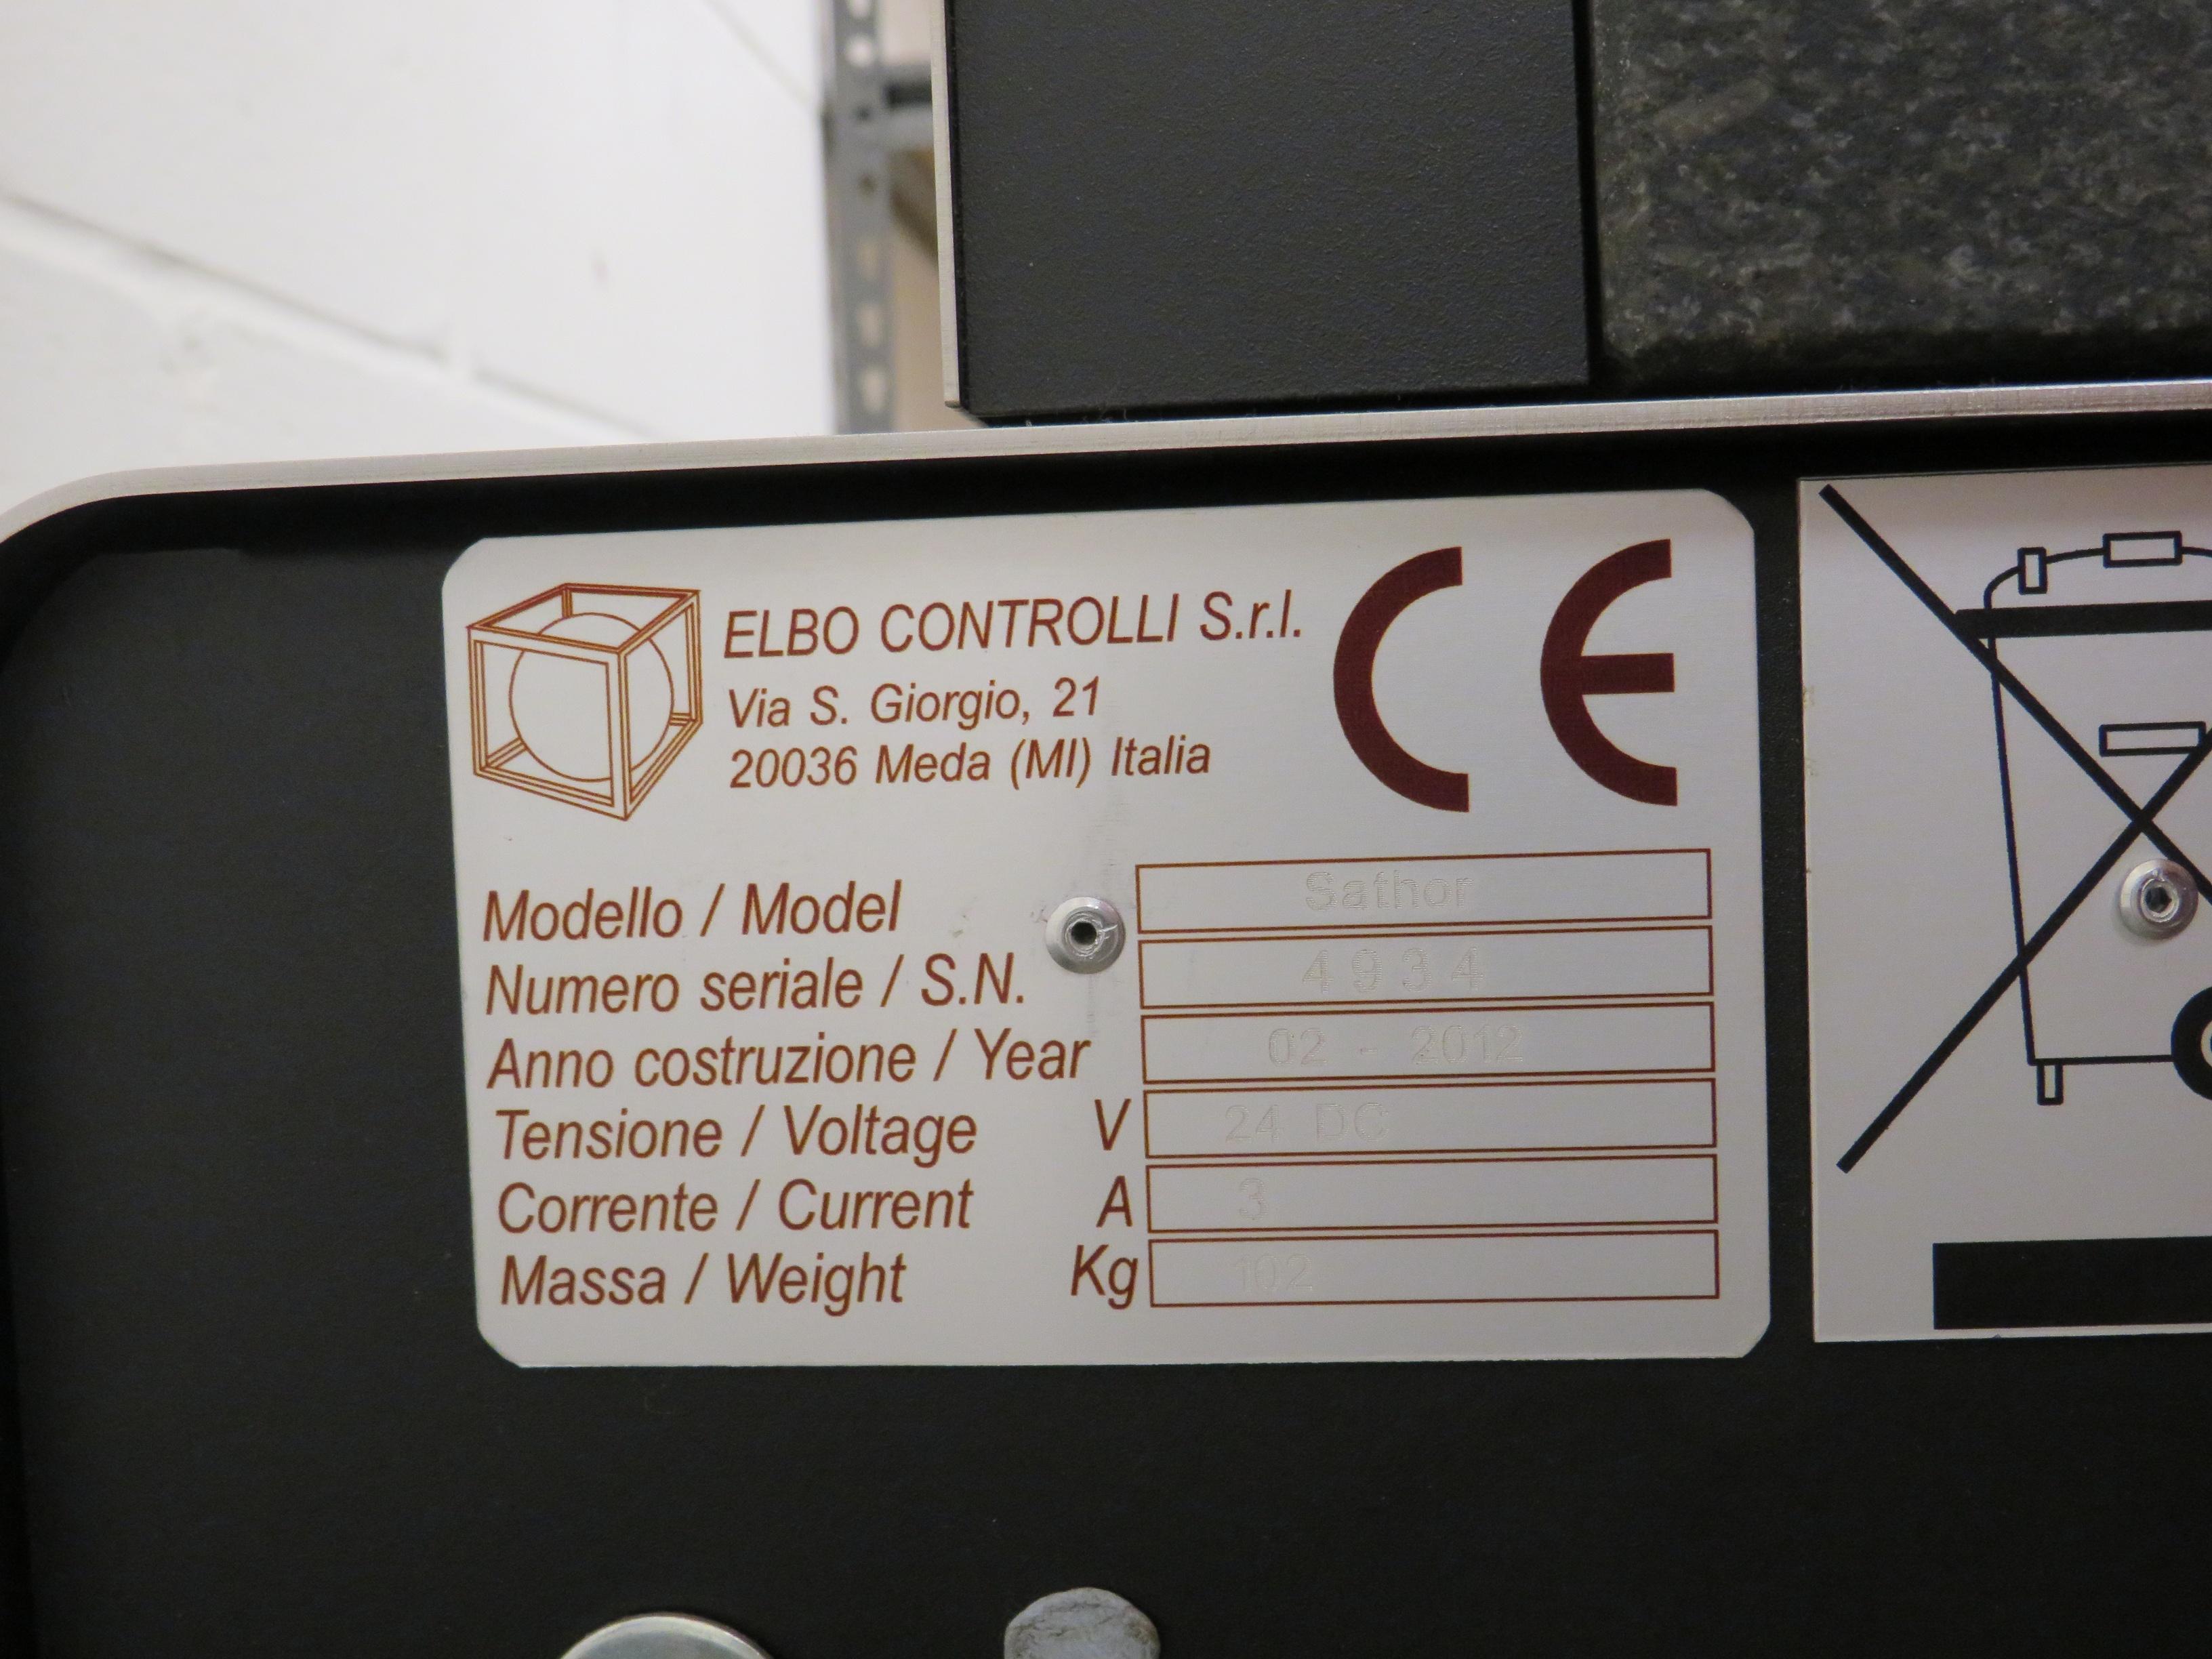 ELBO CONTROLLI S.r.l.
Via S. Giorgio, 21
20036 Meda (MI) Italia
CE
Modello / Model Sathor
Numero seriale / S.N. 4934
Anno costruzione / Year 02 - 2012
Tensione / Voltage V 24 DC
Corrente / Current A 3
Massa / Weight Kg 102